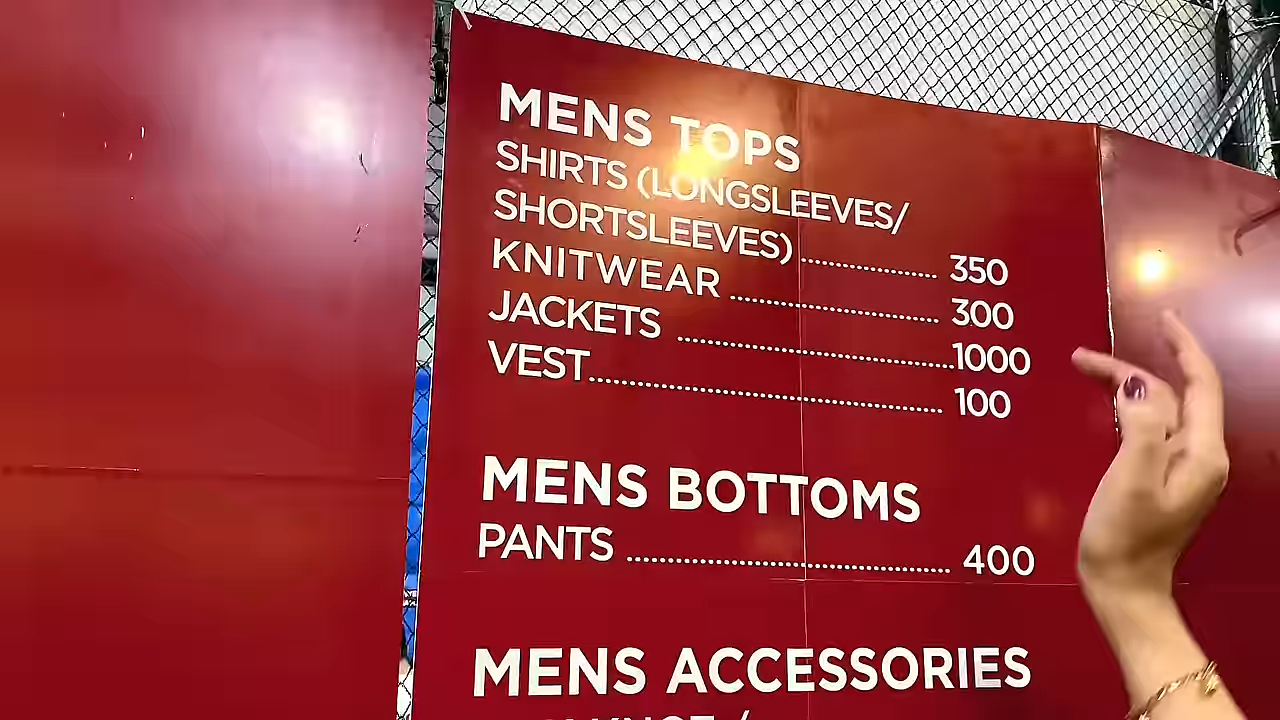 MENS TOPS
SHIRTS (LONGSLEEVES/
SHORTSLEEVES) ................ 350
KNITWEAR ........................ 300
JACKETS ................................1000
VEST.......................................... 100
MENS BOTTOMS
PANTS ...................................... 400
MENS ACCESSORIES